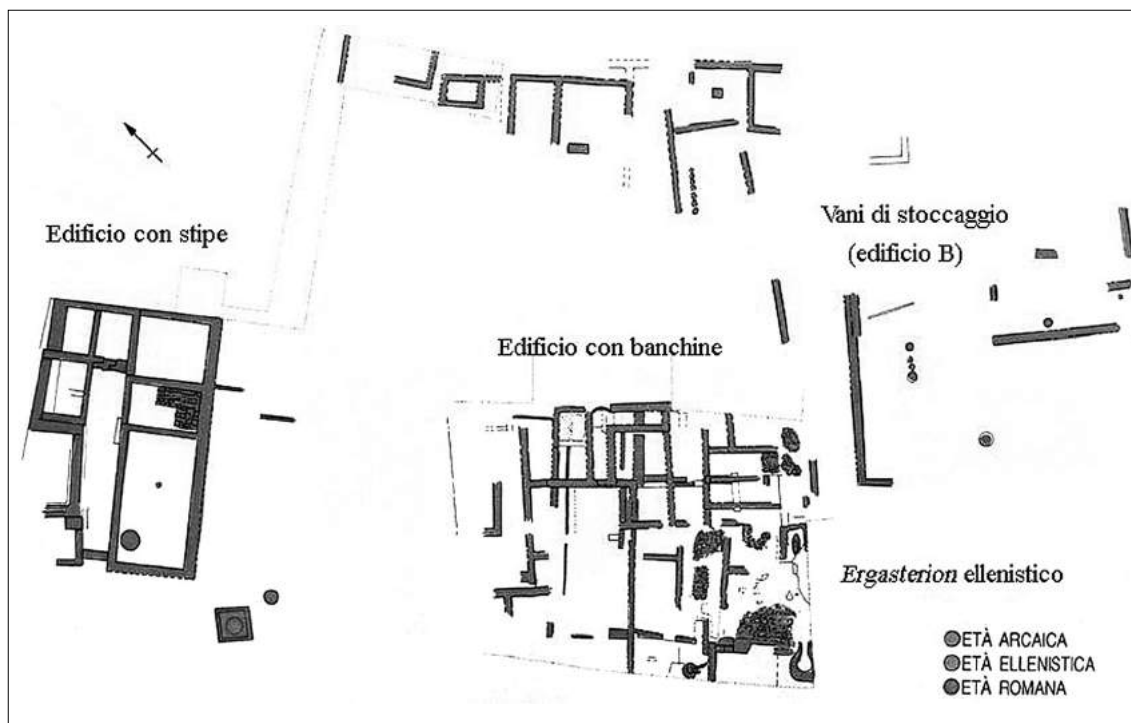 Edificio con stipe
Vani di stoccaggio
(edificio B)
Edificio con banchine
Ergasterion ellenistico
ETÀ ARCAICA
ETÀ ELLENISTICA
ETÀ ROMANA